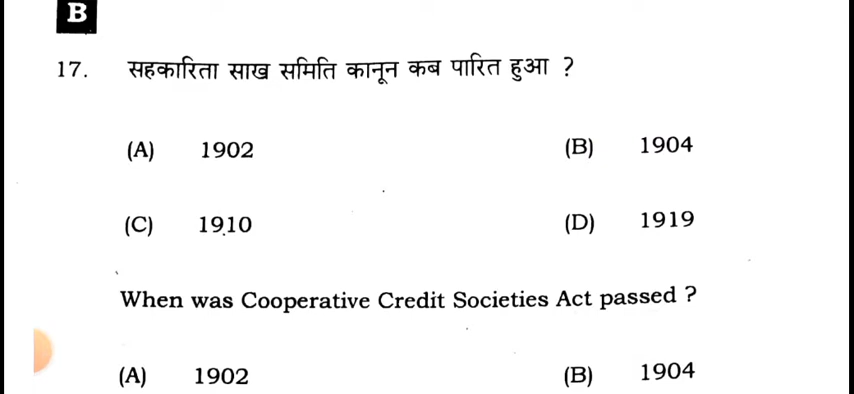 B
17. सहकारिता साख समिति कानून कब पारित हुआ ?
(A) 1902 (B) 1904
(C) 1910 (D) 1919
When was Cooperative Credit Societies Act passed ?
(A) 1902 (B) 1904